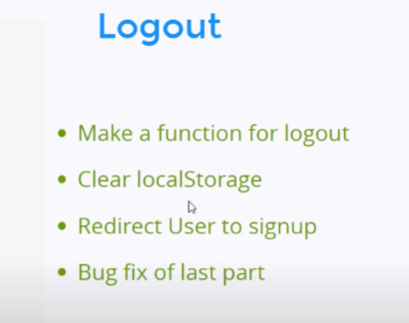 Logout
• Make a function for logout
• Clear localStorage
• Redirect User to signup
• Bug fix of last part